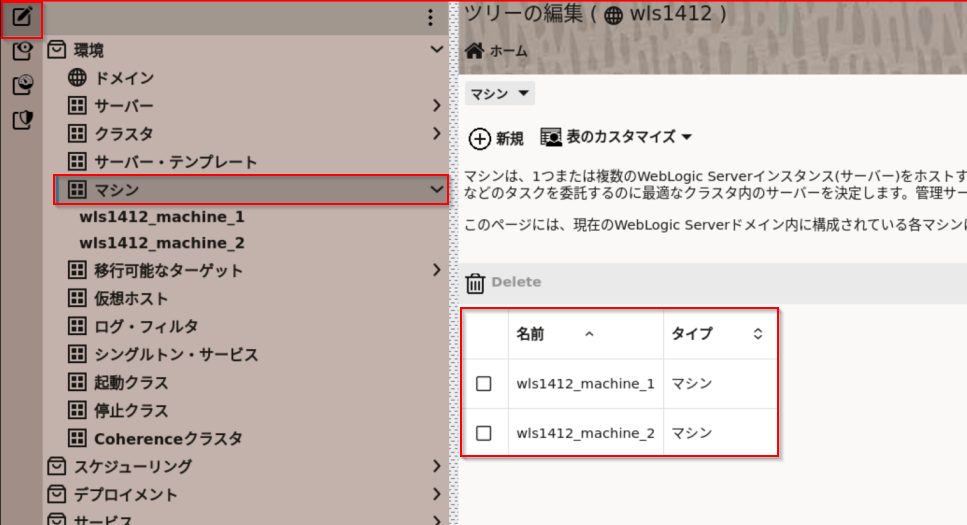 環境
ドメイン
サーバー
クラスタ
サーバー・テンプレート
マシン
wls1412_machine_1
wls1412_machine_2
移行可能なターゲット
仮想ホスト
ログ・フィルタ
シングルトン・サービス
起動クラス
停止クラス
Coherenceクラスタ
スケジューリング
デプロイメント
サービス
ツリーの編集 ( wls1412 )
ホーム
マシン
新規 表のカスタマイズ
マシンは、1つまたは複数のWebLogic Serverインスタンス(サーバー)をホストす
などのタスクを委託するのに最適なクラスタ内のサーバーを決定します。管理サー
このページには、現在のWebLogic Serverドメイン内に構成されている各マシンに
Delete
名前 タイプ
wls1412_machine_1 マシン
wls1412_machine_2 マシン